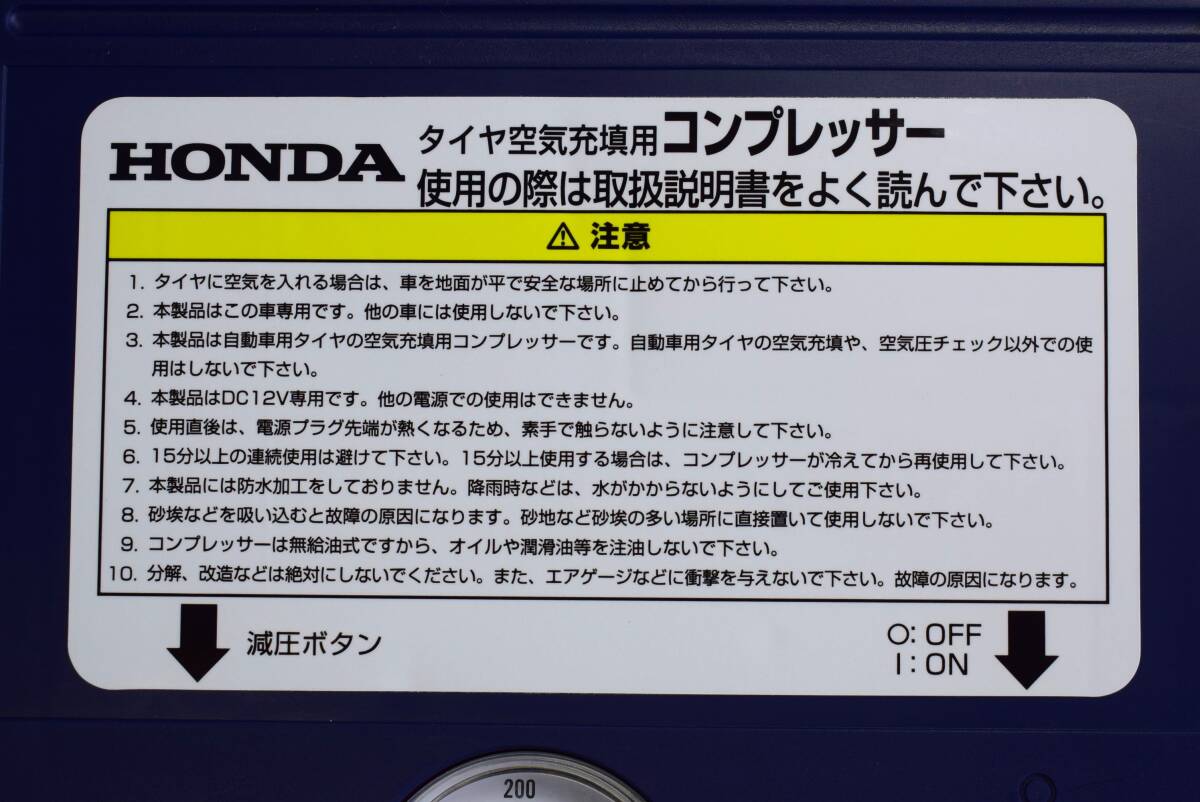 HONDA
タイヤ空気充填用コンプレッサー
使用の際は取扱説明書をよく読んで下さい。
⚠ 注意
1. タイヤに空気を入れる場合は、車を地面が平で安全な場所に止めてから行って下さい。
2. 本製品はこの車専用です。他の車には使用しないで下さい。
3. 本製品は自動車用タイヤの空気充填用コンプレッサーです。自動車用タイヤの空気充填や、空気圧チェック以外での使
用はしないで下さい。
4. 本製品はDC12V専用です。他の電源での使用はできません。
5. 使用直後は、電源プラグ先端が熱くなるため、素手で触らないように注意して下さい。
6. 15分以上の連続使用は避けて下さい。15分以上使用する場合は、コンプレッサーが冷えてから再使用して下さい。
7. 本製品には防水加工をしておりません。降雨時などは、水がかからないようにしてご使用下さい。
8. 砂埃などを吸い込むと故障の原因になります。砂地など砂埃の多い場所に直接置いて使用しないで下さい。
9. コンプレッサーは無給油式ですから、オイルや潤滑油等を注油しないで下さい。
10. 分解、改造などは絶対にしないでください。また、エアゲージなどに衝撃を与えないで下さい。故障の原因になります。
減圧ボタン
○: OFF
I : ON
200